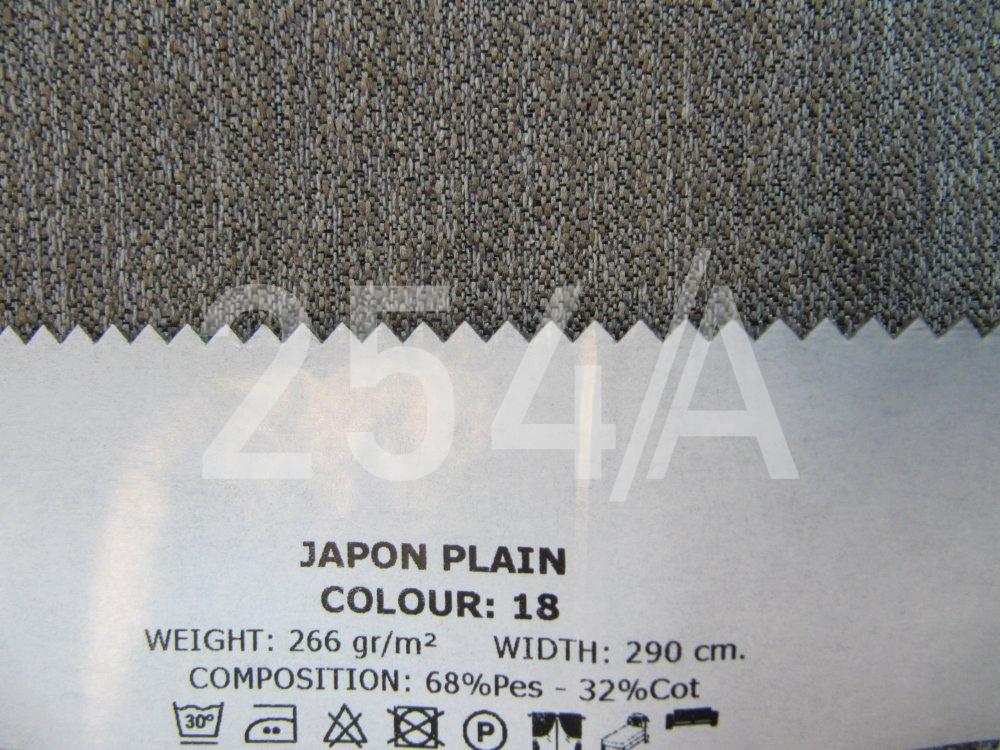 254/A
JAPON PLAIN
COLOUR: 18
WEIGHT: 266 gr/m² WIDTH: 290 cm.
COMPOSITION: 68%Pes - 32%Cot
30° P